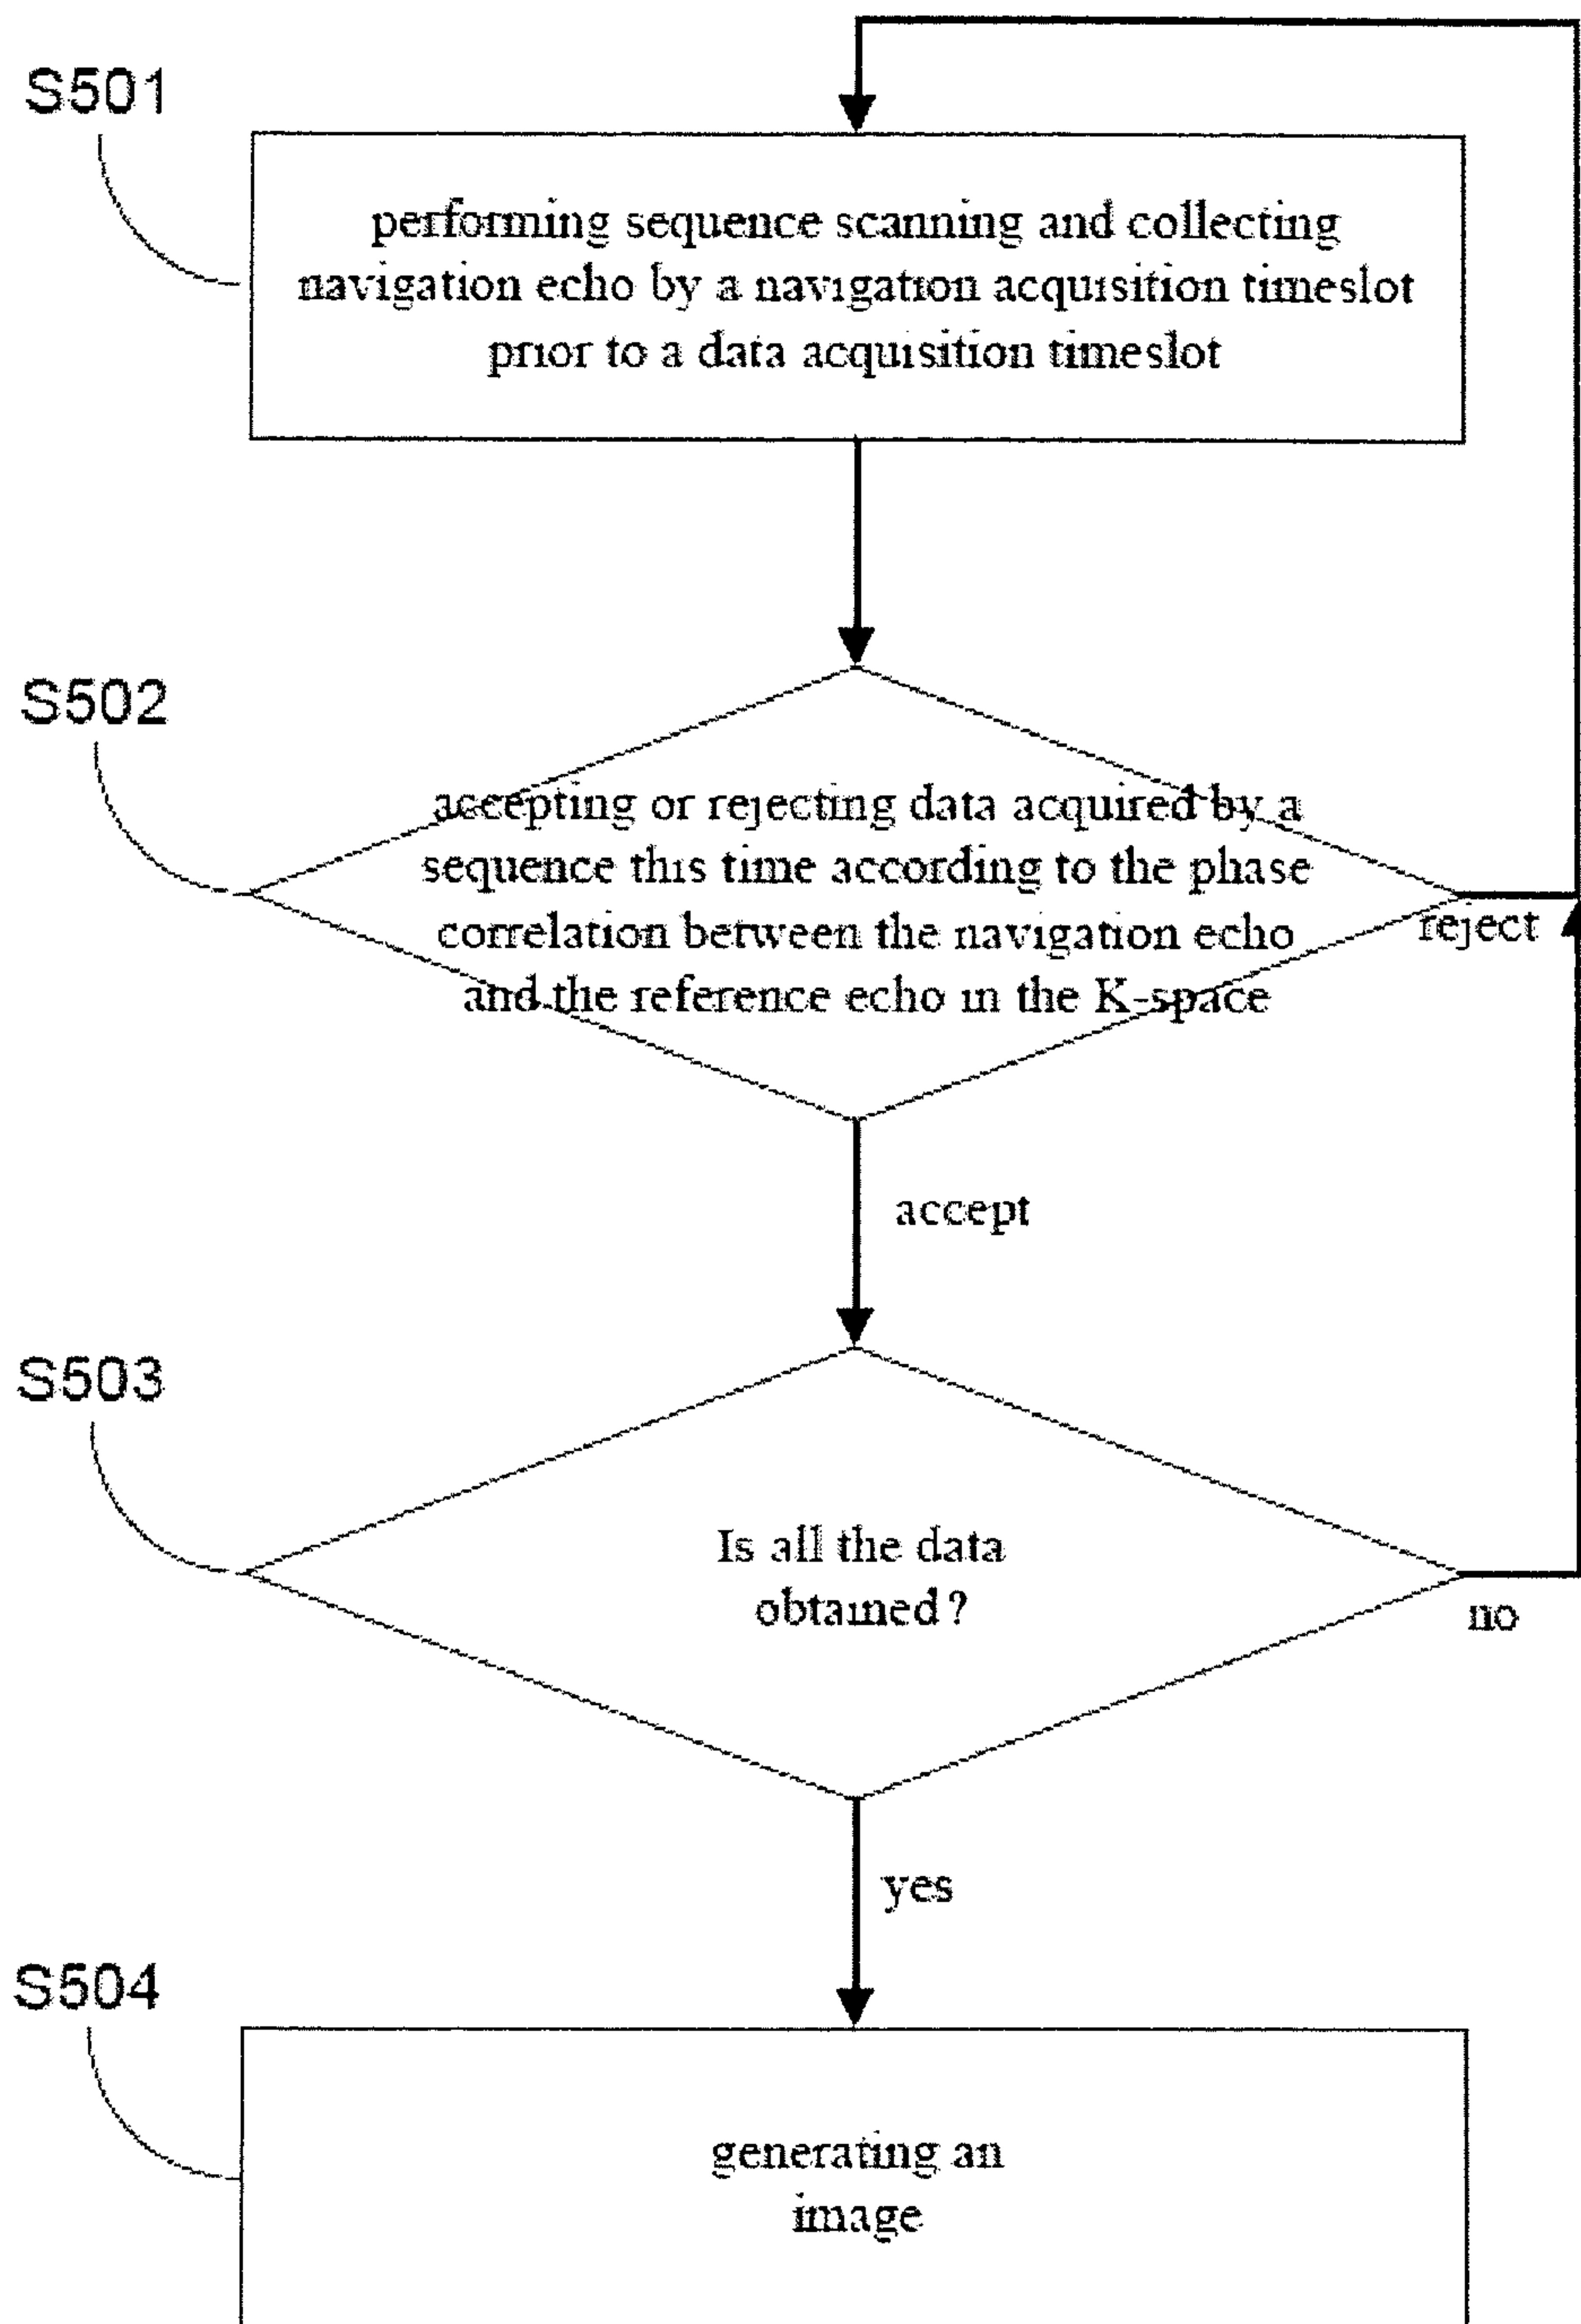 S501
performing sequence scanning and collecting
navigation echo by a navigation acquisition timeslot
prior to a data acquisition timeslot
S502
accepting or rejecting data acquired by a
sequence this time according to the phase
correlation between the navigation echo
and the reference echo in the K-space
reject
accept
S503
Is all the data
obtained?
no
yes
S504
generating an
image